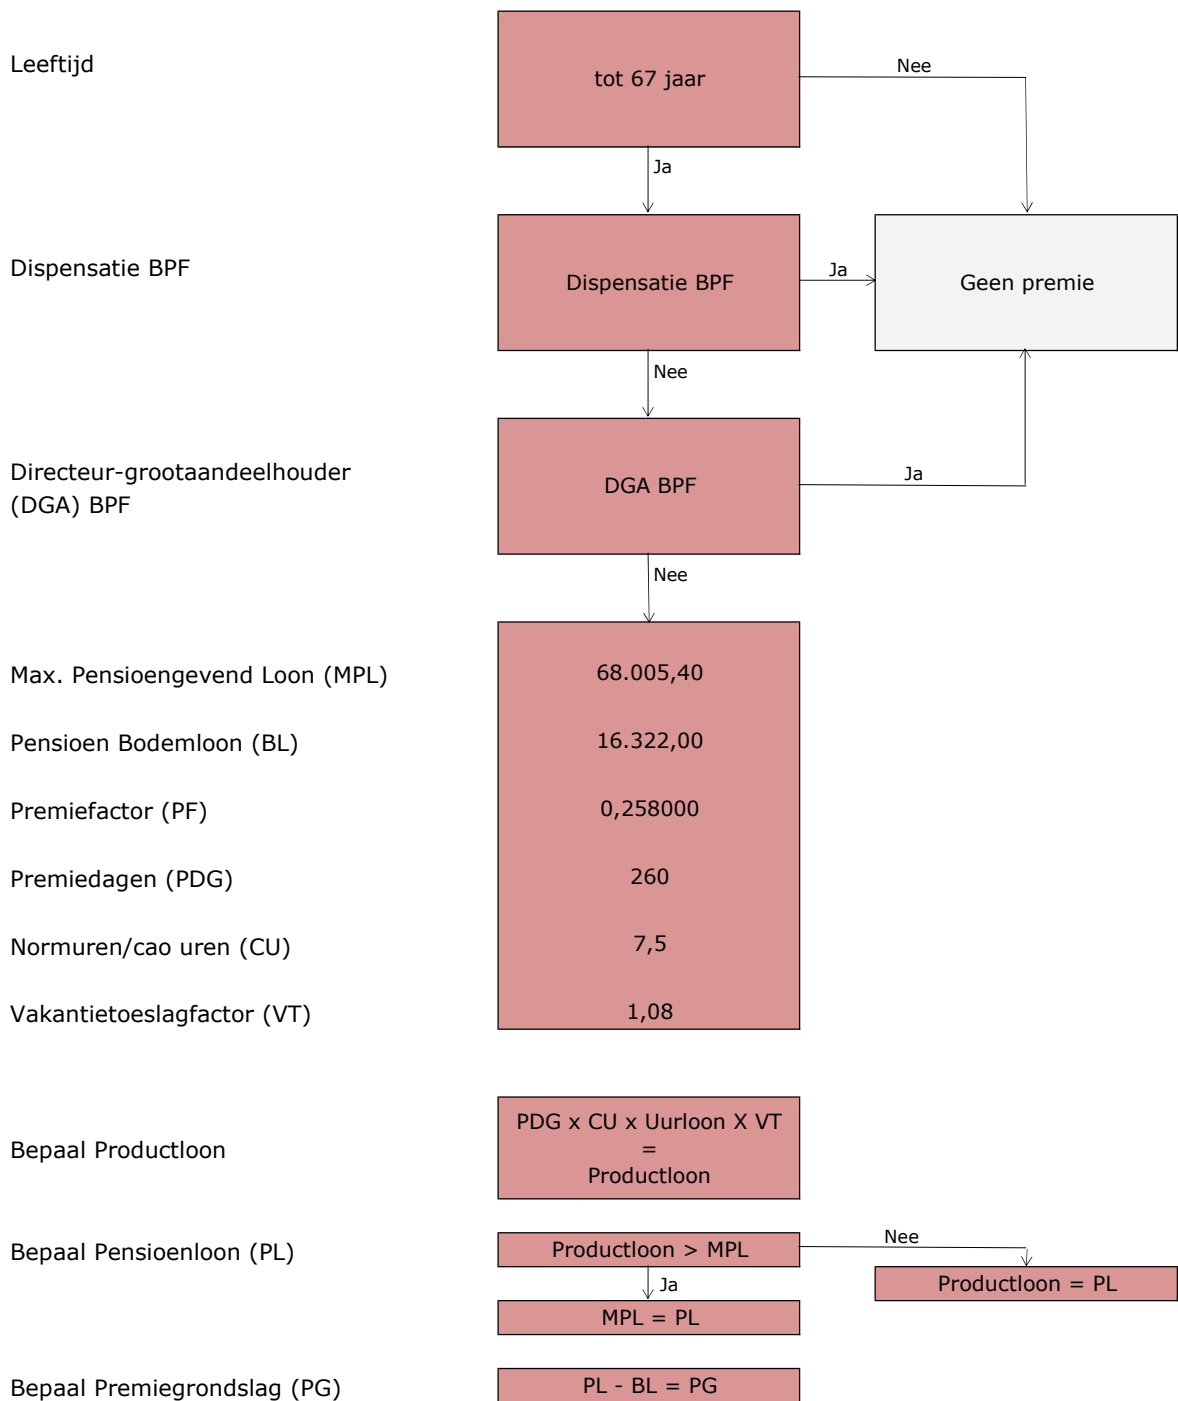 Leeftijd
tot 67 jaar
Nee
Ja
Dispensatie BPF
Dispensatie BPF
Ja
Geen premie
Nee
Directeur-grootaandeelhouder
(DGA) BPF
DGA BPF
Ja
Nee
Max. Pensioengevend Loon (MPL)
68.005,40
Pensioen Bodemloon (BL)
16.322,00
Premiefactor (PF)
0,258000
Premiedagen (PDG)
260
Normuren/cao uren (CU)
7,5
Vakantietoeslagfactor (VT)
1,08
Bepaal Productloon
PDG x CU x Uurloon X VT
=
Productloon
Bepaal Pensioenloon (PL)
Productloon > MPL
Nee
Productloon = PL
Ja
MPL = PL
Bepaal Premiegrondslag (PG)
PL - BL = PG